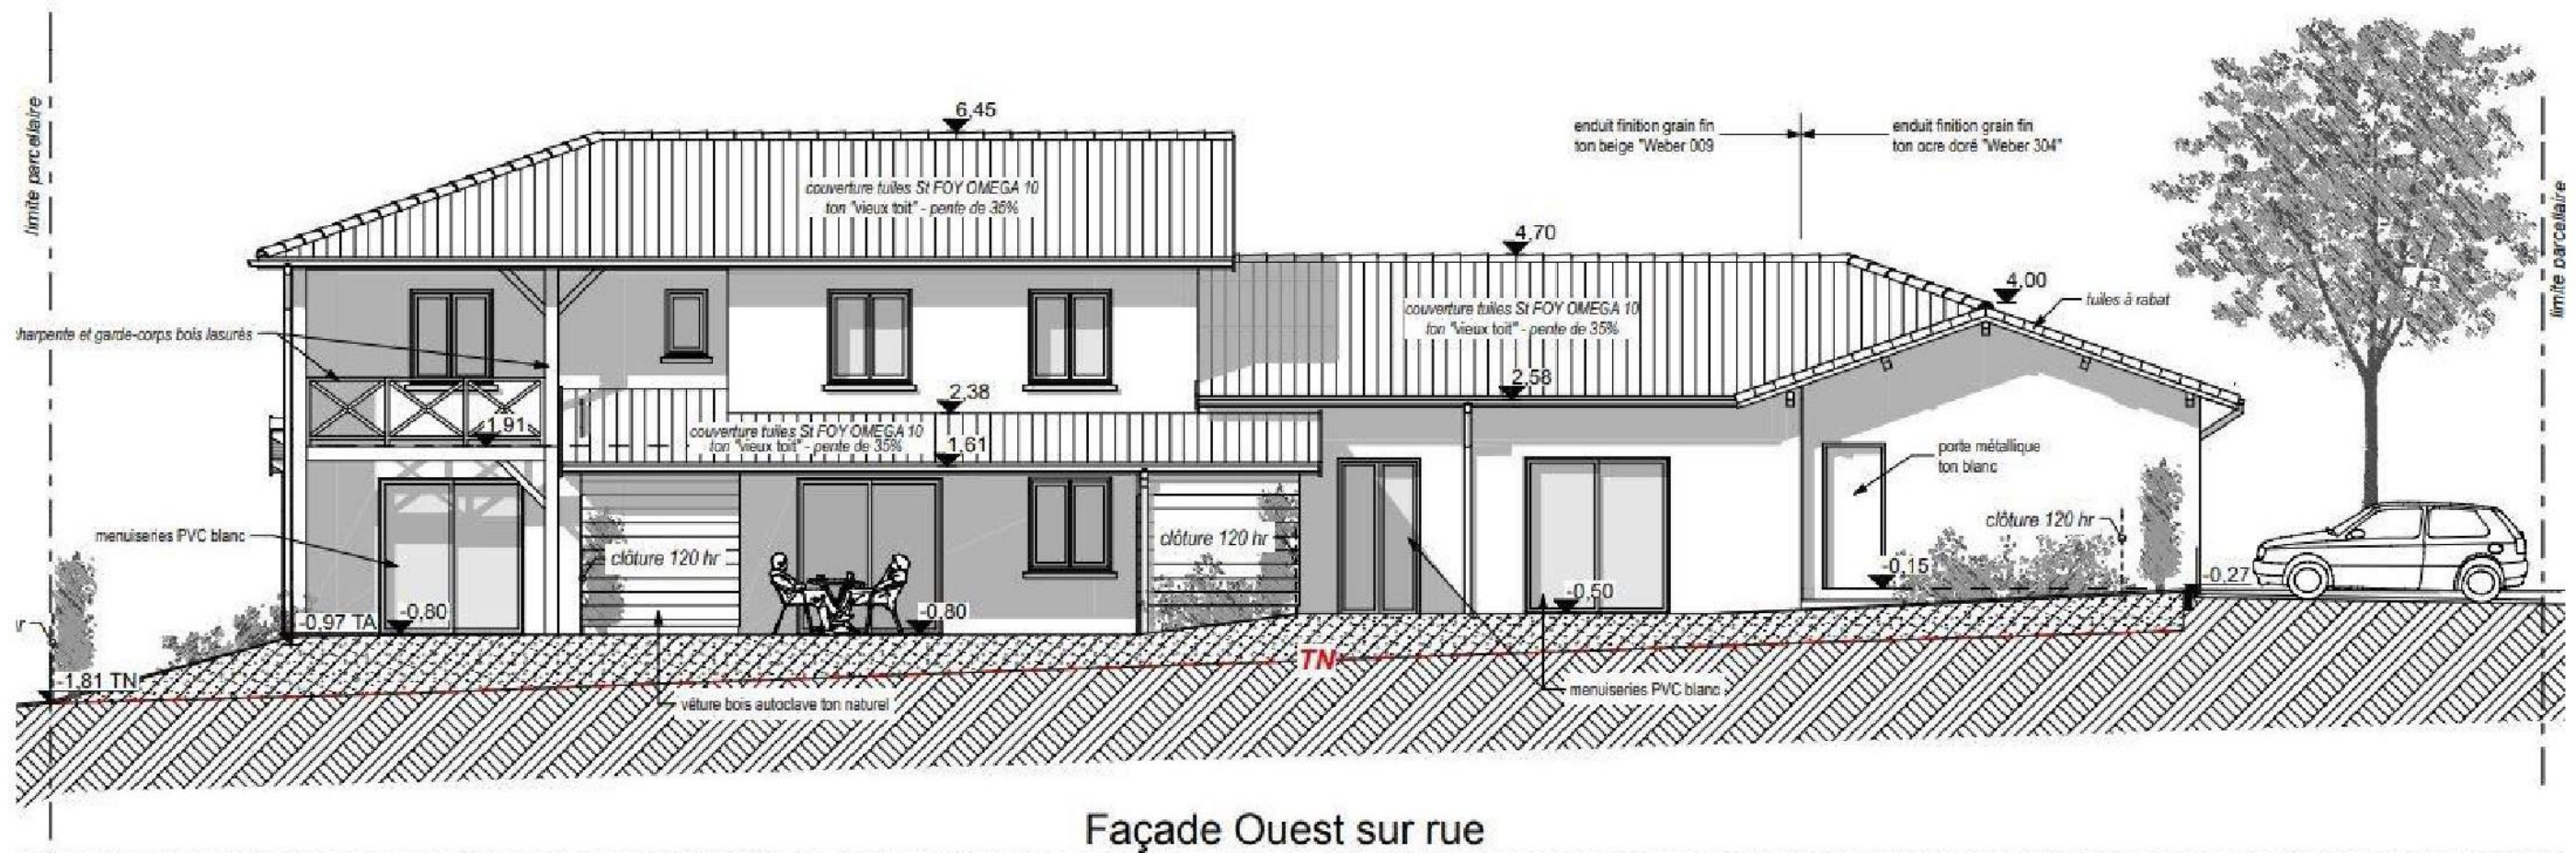 limite parcellaire
6,45
enduit finition grain fin
ton beige "Weber 009
enduit finition grain fin
ton ocre doré "Weber 304"
couverture tuiles St FOY OMEGA 10
ton "vieux toit" - pente de 35%
4,70
limite parcellaire
4,00
tuiles à rabat
couverture tuiles St FOY OMEGA 10
ton "vieux toit" - pente de 35%
harpente et garde-corps bois lasurés
2,58
2,38
1,91
couverture tuiles St FOY OMEGA 10
ton "vieux toit" - pente de 35%
1,61
porte métallique
ton blanc
menuiseries PVC blanc
clôture 120 hr
clôture 120 hr
clôture 120 hr
-0,15
-0,27
-0,50
-0,97 TA
-0,80
-0,80
TN
-1,81 TN
vêture bois autoclave ton naturel
menuiseries PVC blanc
Façade Ouest sur rue